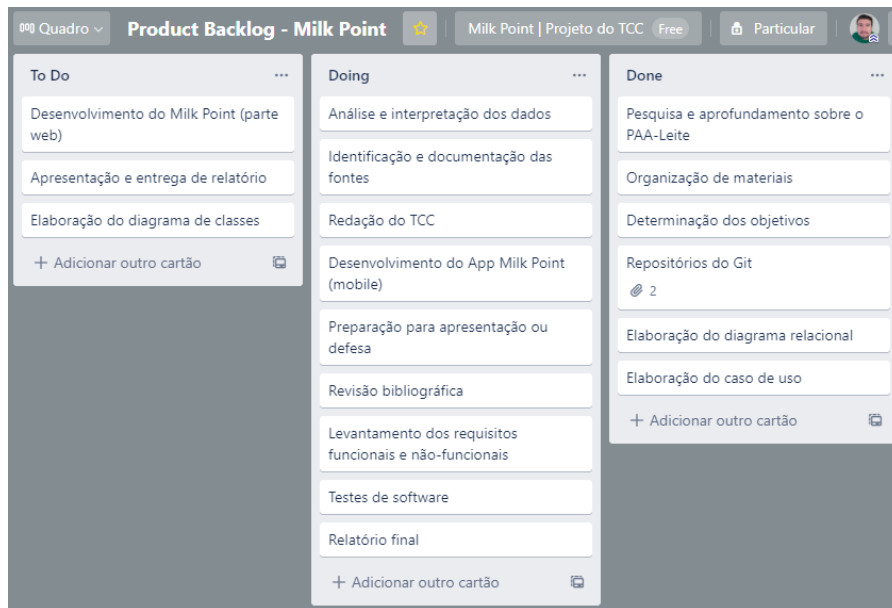 Quadro
Product Backlog - Milk Point
Milk Point | Projeto do TCC Free
Particular
To Do
Desenvolvimento do Milk Point (parte
web)
Apresentação e entrega de relatório
Elaboração do diagrama de classes
+ Adicionar outro cartão
Doing
Análise e interpretação dos dados
Identificação e documentação das
fontes
Redação do TCC
Desenvolvimento do App Milk Point
(mobile)
Preparação para apresentação ou
defesa
Revisão bibliográfica
Levantamento dos requisitos
funcionais e não-funcionais
Testes de software
Relatório final
+ Adicionar outro cartão
Done
Pesquisa e aprofundamento sobre o
PAA-Leite
Organização de materiais
Determinação dos objetivos
Repositórios do Git
2
Elaboração do diagrama relacional
Elaboração do caso de uso
+ Adicionar outro cartão